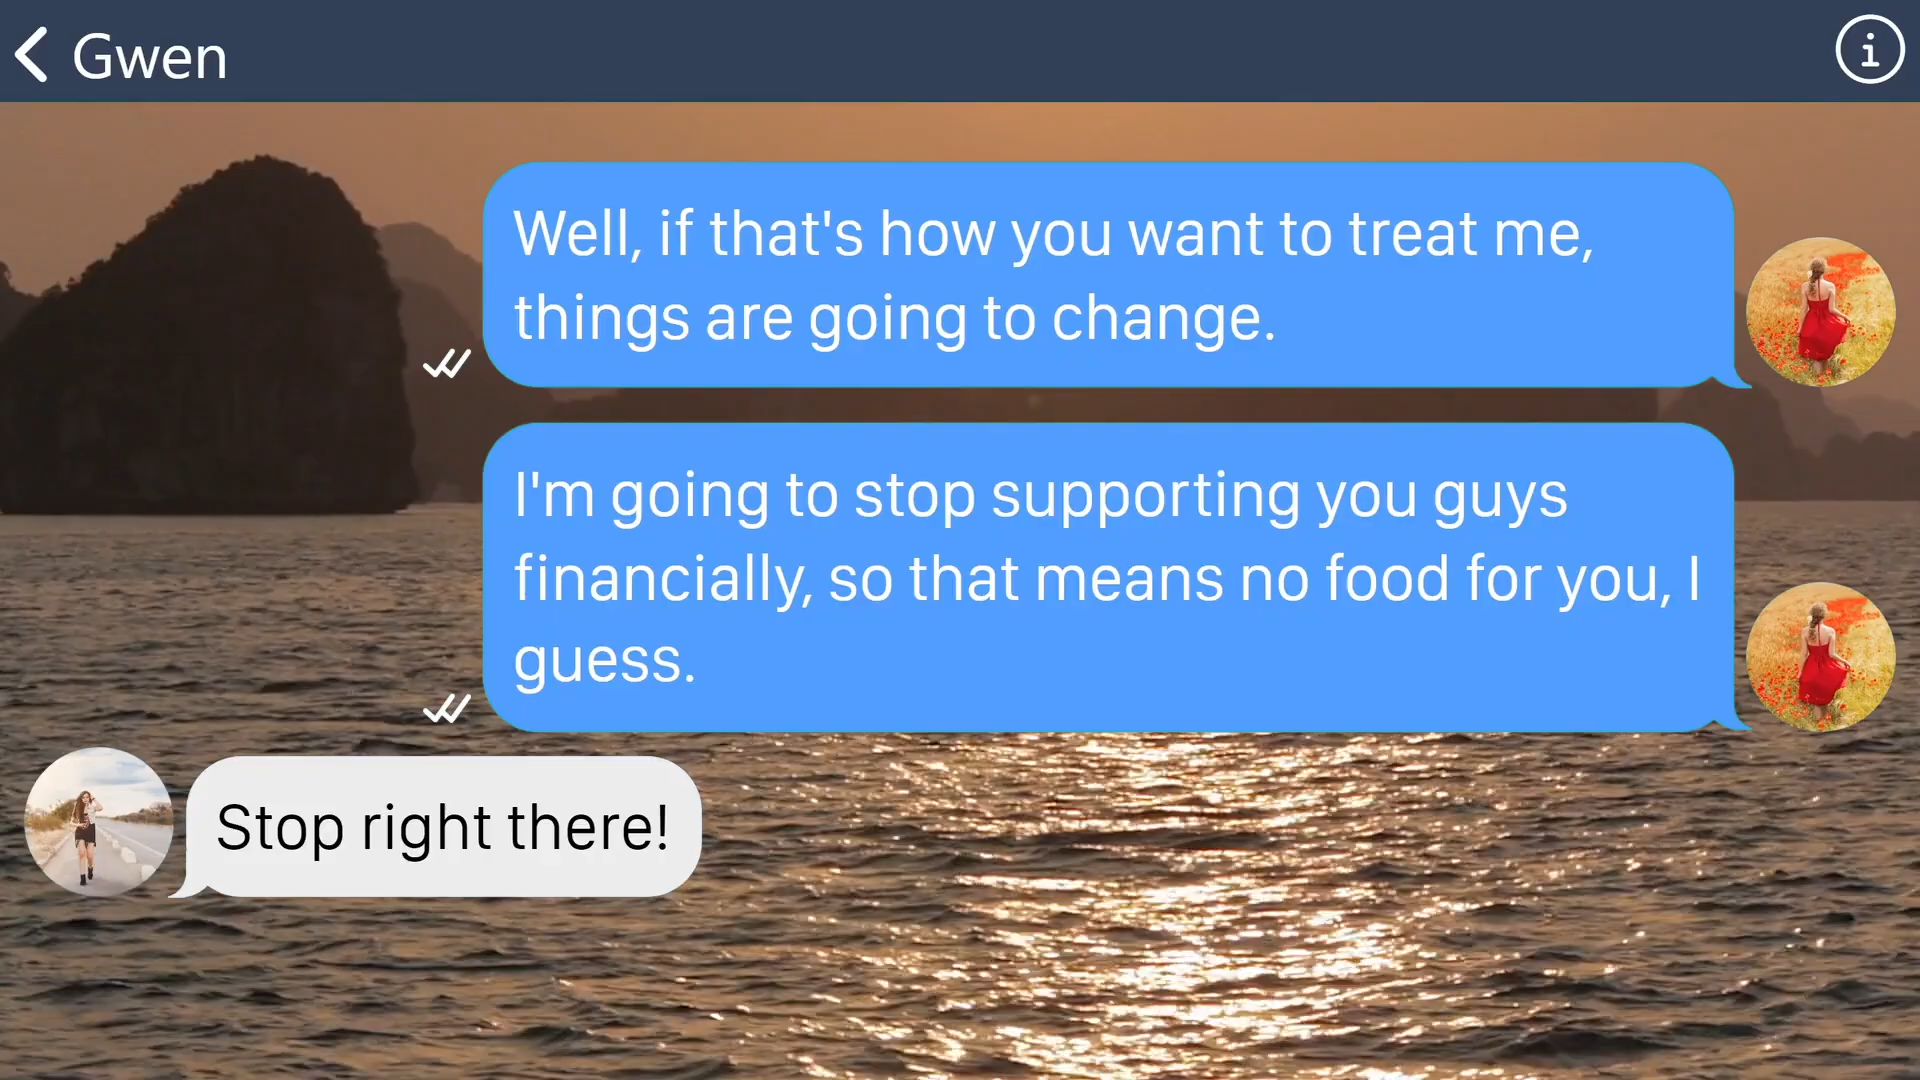 Gwen
Well, if that's how you want to treat me,
things are going to change.
I'm going to stop supporting you guys
financially, so that means no food for you, I
guess.
Stop right there!